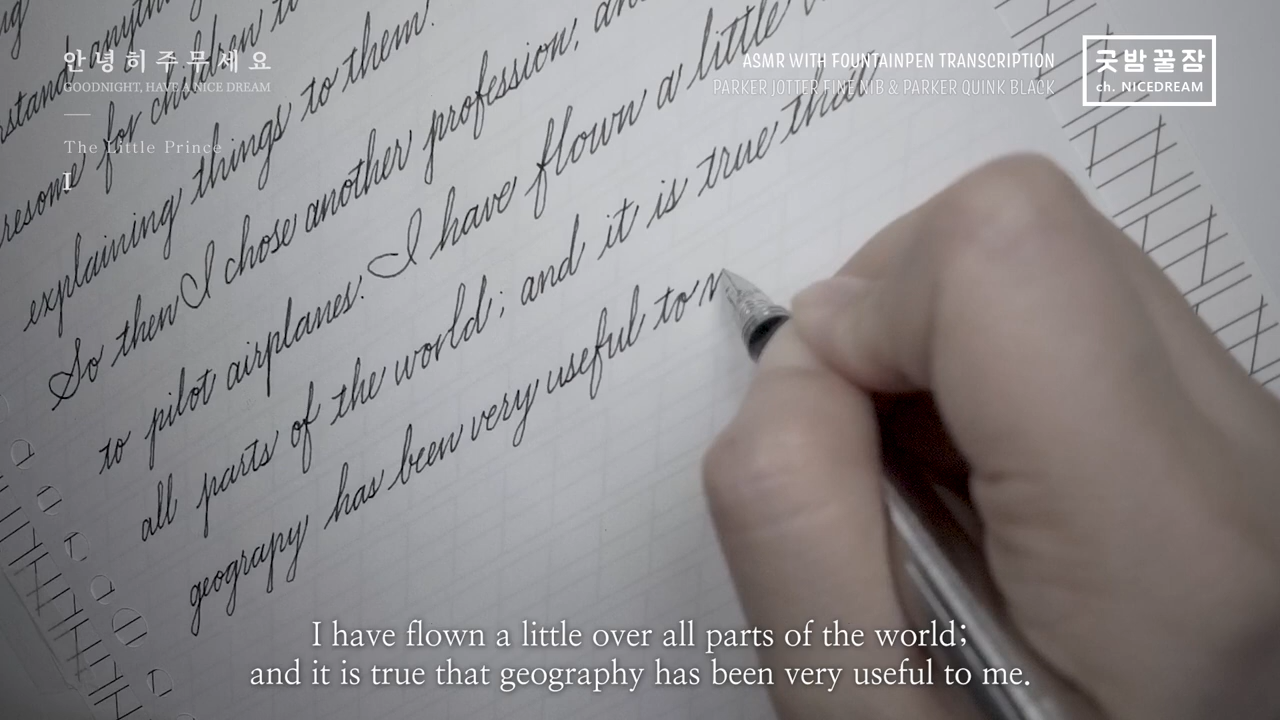 안녕히주무세요
GOODNIGHT, HAVE A NICE DREAM
The Little Prince
I
ASMR WITH FOUNTAINPEN TRANSCRIPTION
PARKER JOTTER FINE NIB & PARKER QUINK BLACK
굿밤꿀잠
ch. NICEDREAM
for children to
explaining things to them.
So then I chose another profession, and
to pilot airplanes. I have flown a little
all parts of the world; and it is true that
geograpy has been very useful to m
I have flown a little over all parts of the world;
and it is true that geography has been very useful to me.